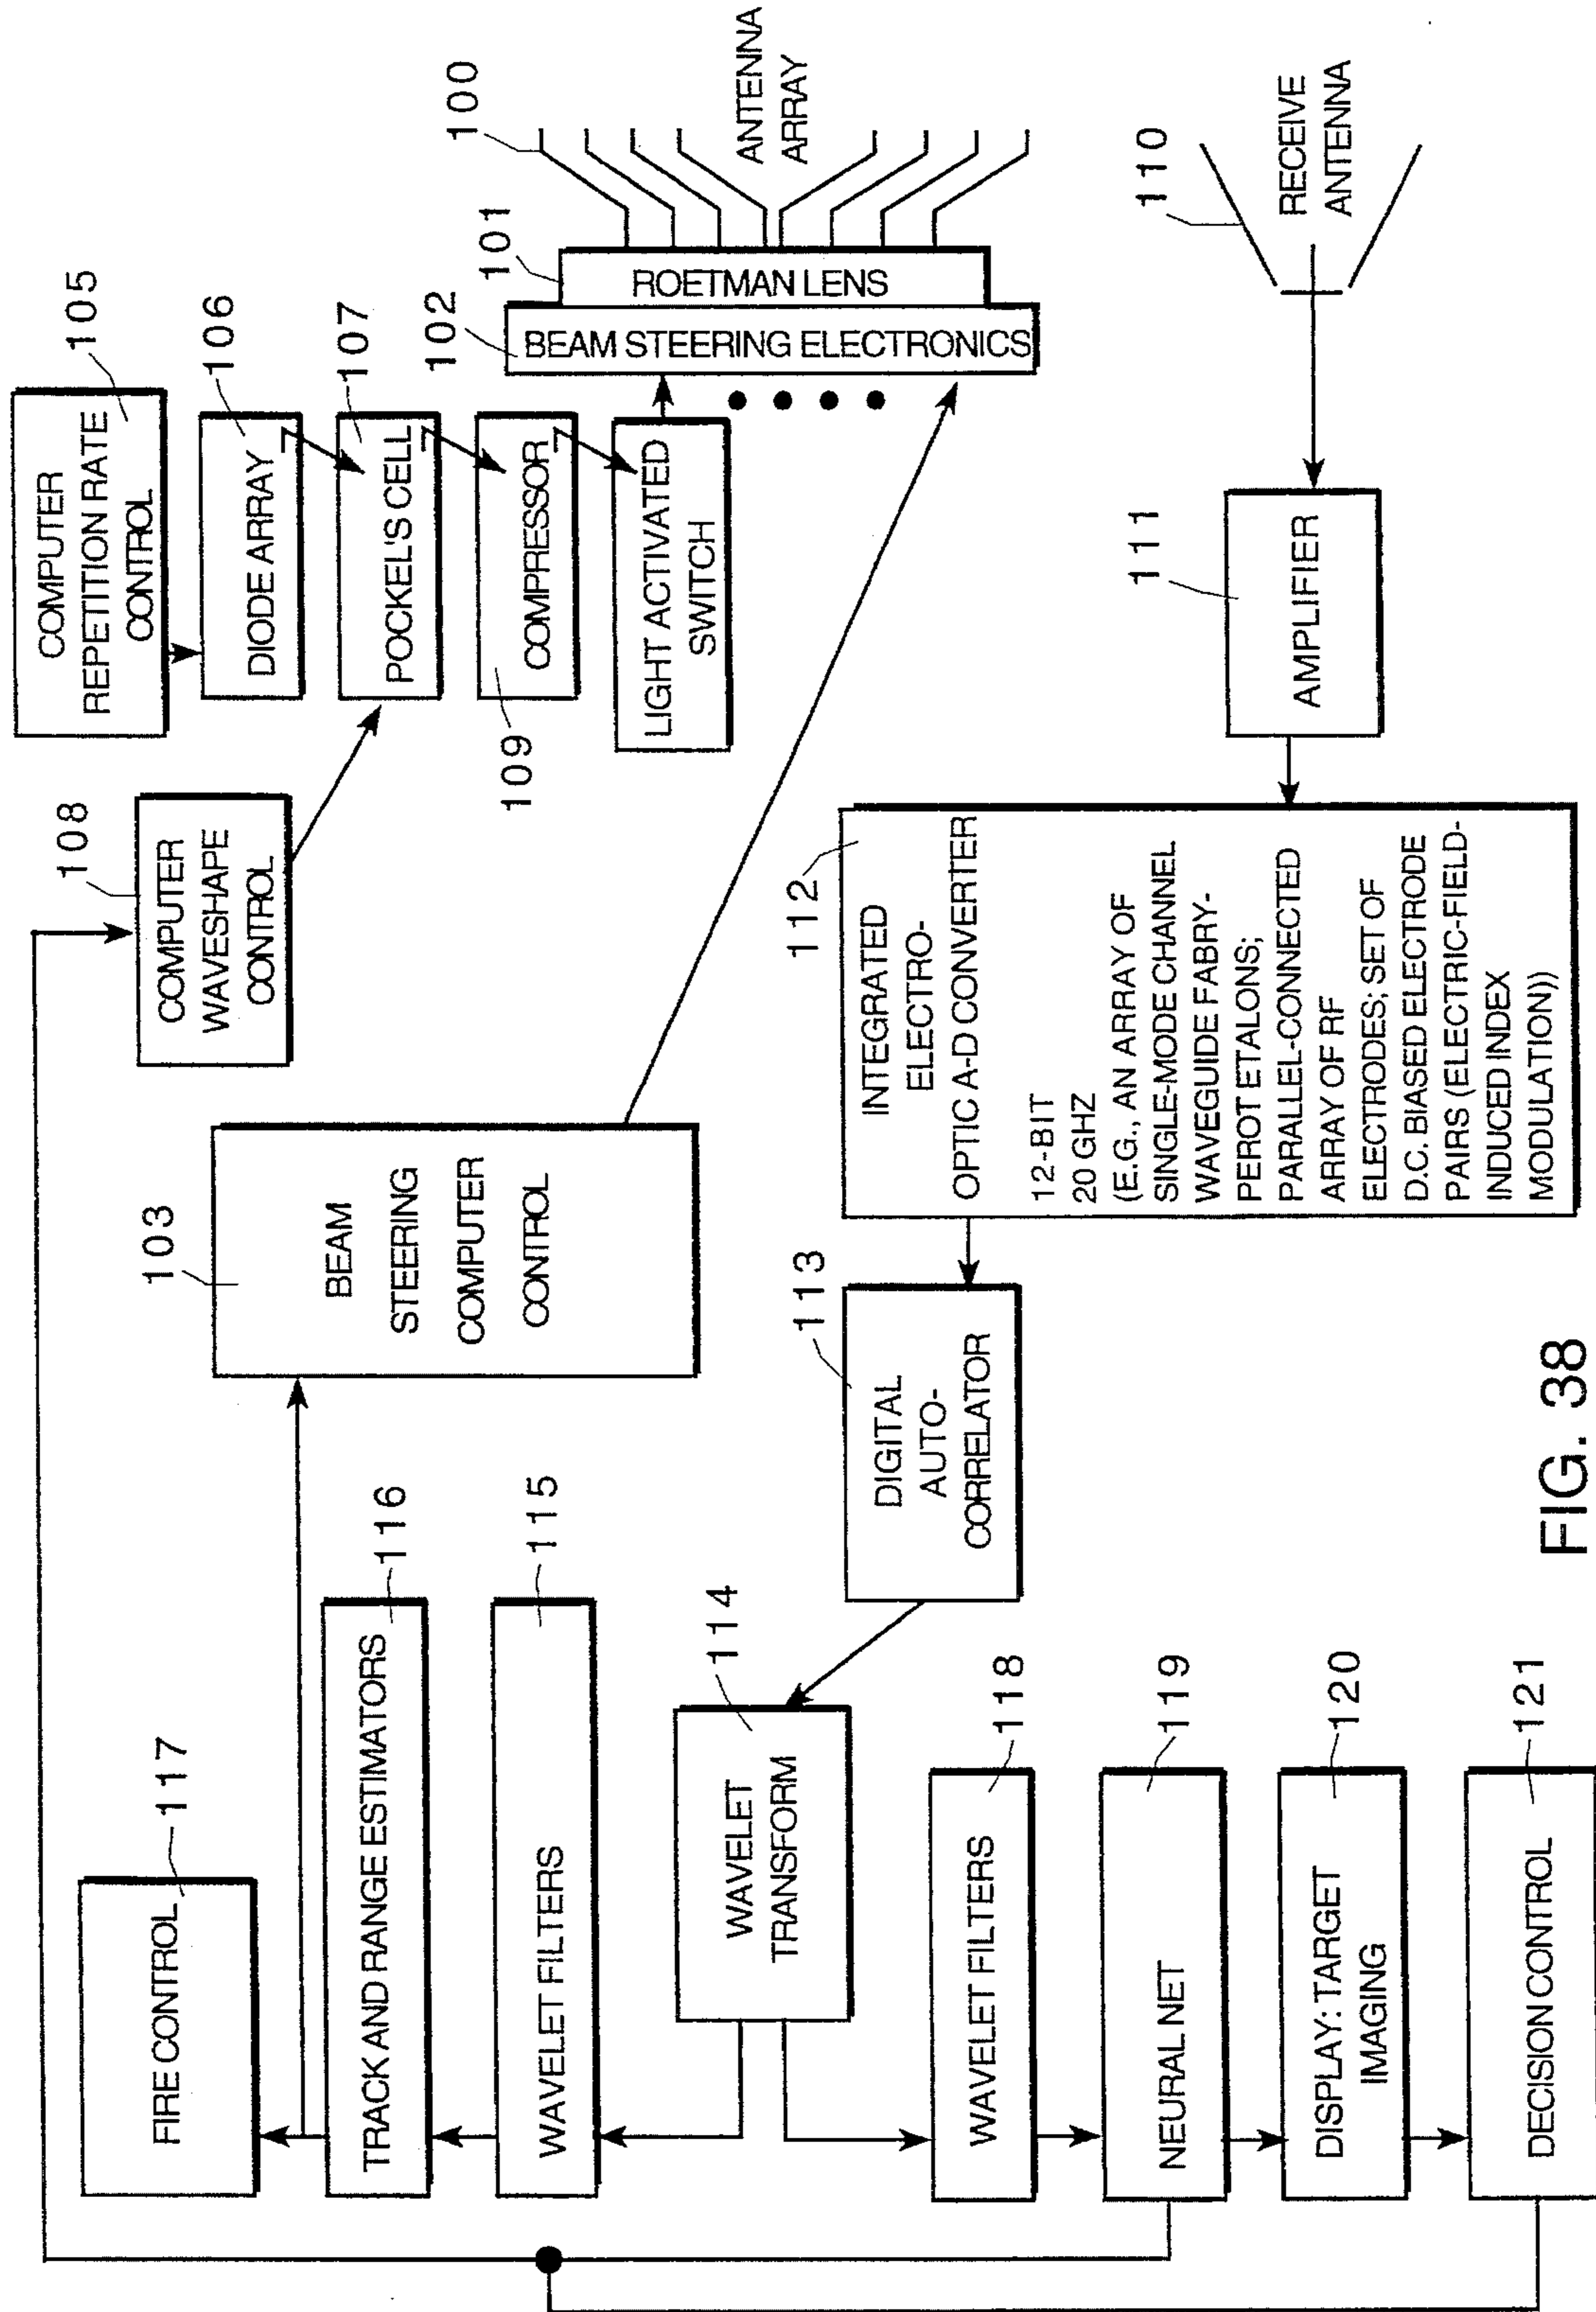 100
ANTENNA
ARRAY
101
ROETMAN LENS
102
BEAM STEERING ELECTRONICS
105
COMPUTER
REPETITION RATE
CONTROL
106
DIODE ARRAY
107
POCKEL'S CELL
109
COMPRESSOR
LIGHT ACTIVATED
SWITCH
108
COMPUTER
WAVESHAPE
CONTROL
103
BEAM
STEERING
COMPUTER
CONTROL
110
RECEIVE
ANTENNA
111
AMPLIFIER
112
INTEGRATED
ELECTRO-
OPTIC A-D CONVERTER
12-BIT
20 GHZ
(E.G., AN ARRAY OF
SINGLE-MODE CHANNEL
WAVEGUIDE FABRY-
PEROT ETALONS;
PARALLEL-CONNECTED
ARRAY OF RF
ELECTRODES; SET OF
D.C. BIASED ELECTRODE
PAIRS (ELECTRIC-FIELD-
INDUCED INDEX
MODULATION))
113
DIGITAL
AUTO-
CORRELATOR
114
WAVELET
TRANSFORM
115
WAVELET FILTERS
116
TRACK AND RANGE ESTIMATORS
117
FIRE CONTROL
118
WAVELET FILTERS
119
NEURAL NET
120
DISPLAY: TARGET
IMAGING
121
DECISION CONTROL
FIG. 38